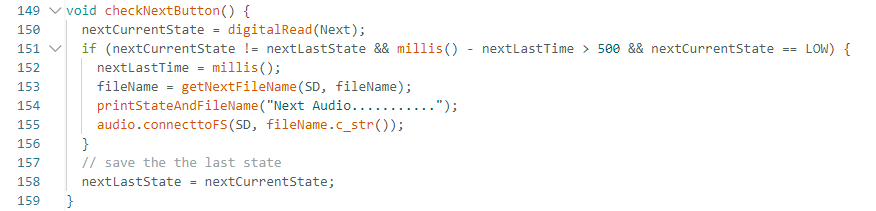 149 void checkNextButton() {
150 nextCurrentState = digitalRead(Next);
151 if (nextCurrentState != nextLastState && millis() - nextLastTime > 500 && nextCurrentState == LOW) {
152 nextLastTime = millis();
153 fileName = getNextFileName(SD, fileName);
154 printStateAndFileName("Next Audio...........");
155 audio.connecttoFS(SD, fileName.c_str());
156 }
157 // save the the last state
158 nextLastState = nextCurrentState;
159 }